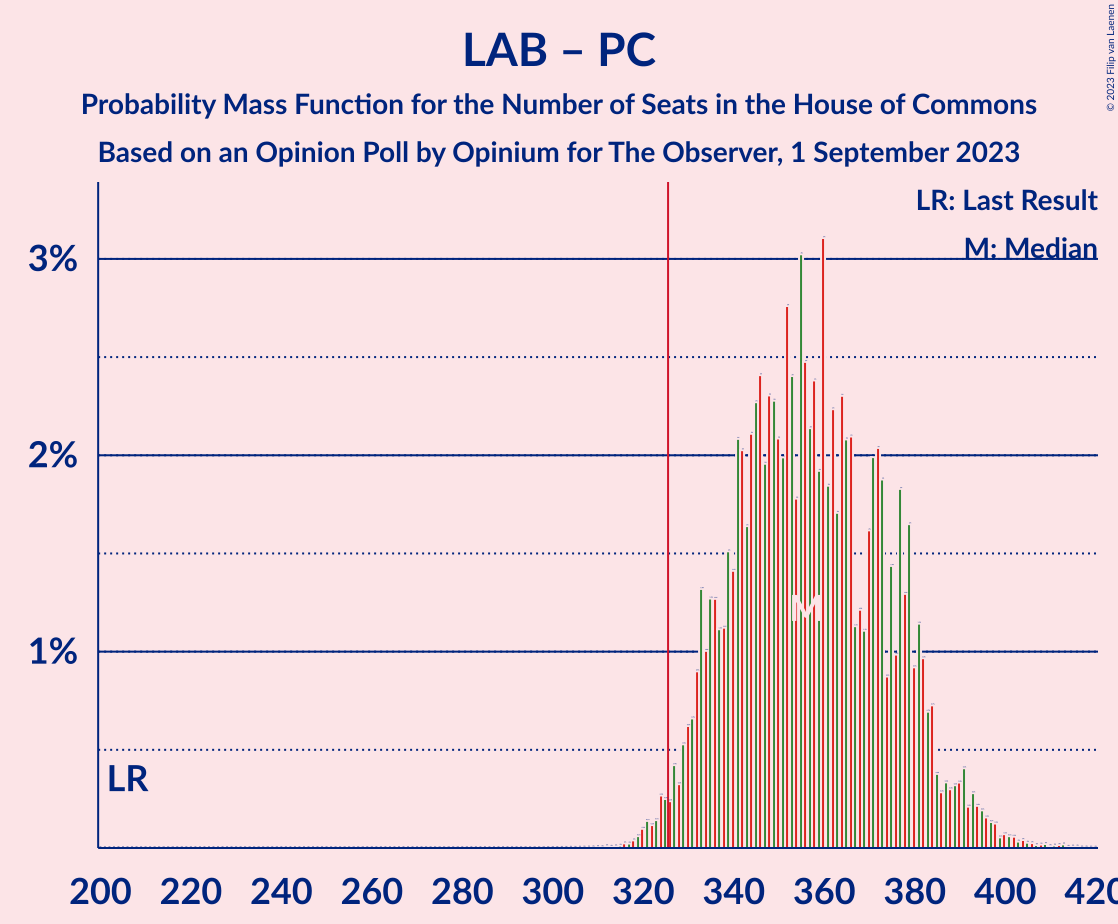 LAB – PC
Probability Mass Function for the Number of Seats in the House of Commons
Based on an Opinion Poll by Opinium for The Observer, 1 September 2023
© 2023 Filip van Laenen
LR: Last Result
M: Median
3%
2%
1%
M
LR
200 220 240 260 280 300 320 340 360 380 400 420